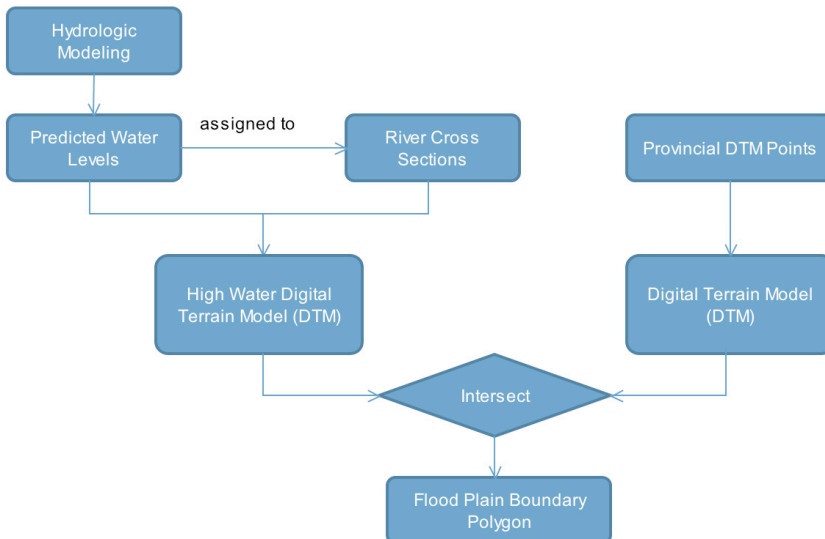 Hydrologic
Modeling
Predicted Water
Levels
assigned to
River Cross
Sections
Provincial DTM Points
High Water Digital
Terrain Model (DTM)
Digital Terrain Model
(DTM)
Intersect
Flood Plain Boundary
Polygon